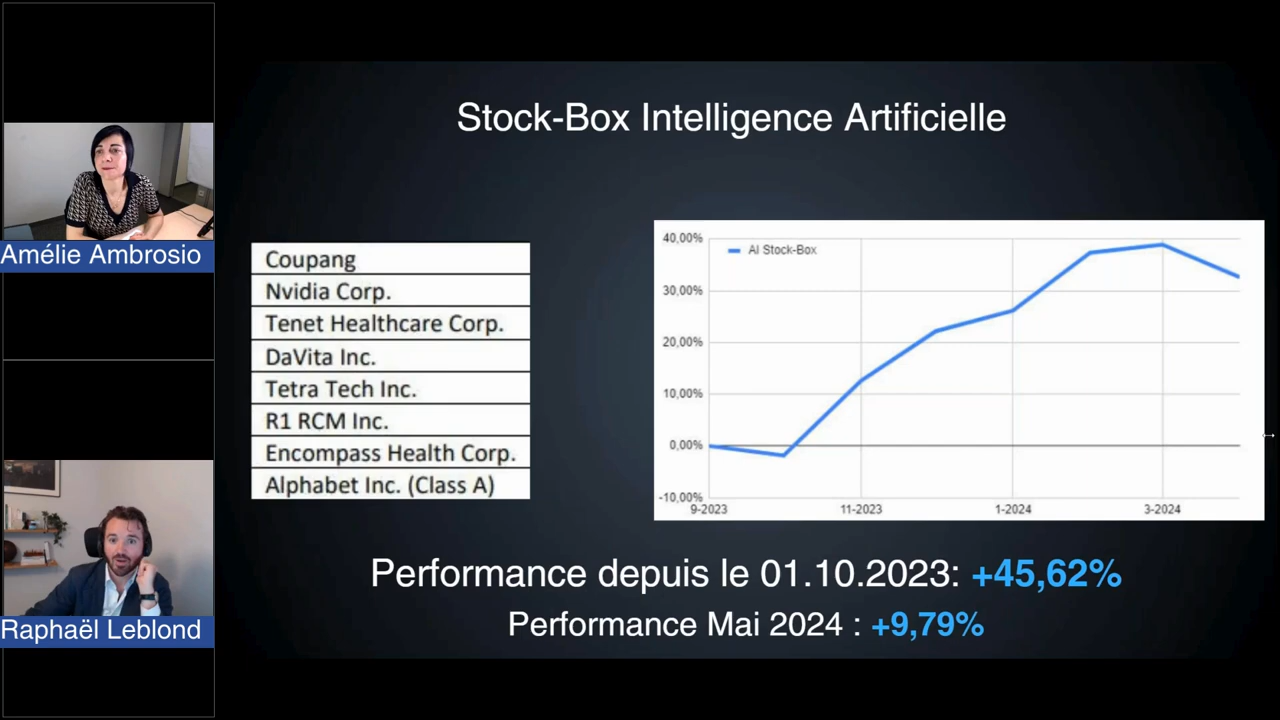 Stock-Box Intelligence Artificielle
Amélie Ambrosio
Raphaël Leblond
Coupang
Nvidia Corp.
Tenet Healthcare Corp.
DaVita Inc.
Tetra Tech Inc.
R1 RCM Inc.
Encompass Health Corp.
Alphabet Inc. (Class A)
AI Stock-Box
40,00%
30,00%
20,00%
10,00%
0,00%
-10,00%
9-2023
11-2023
1-2024
3-2024
Performance depuis le 01.10.2023: +45,62%
Performance Mai 2024 : +9,79%